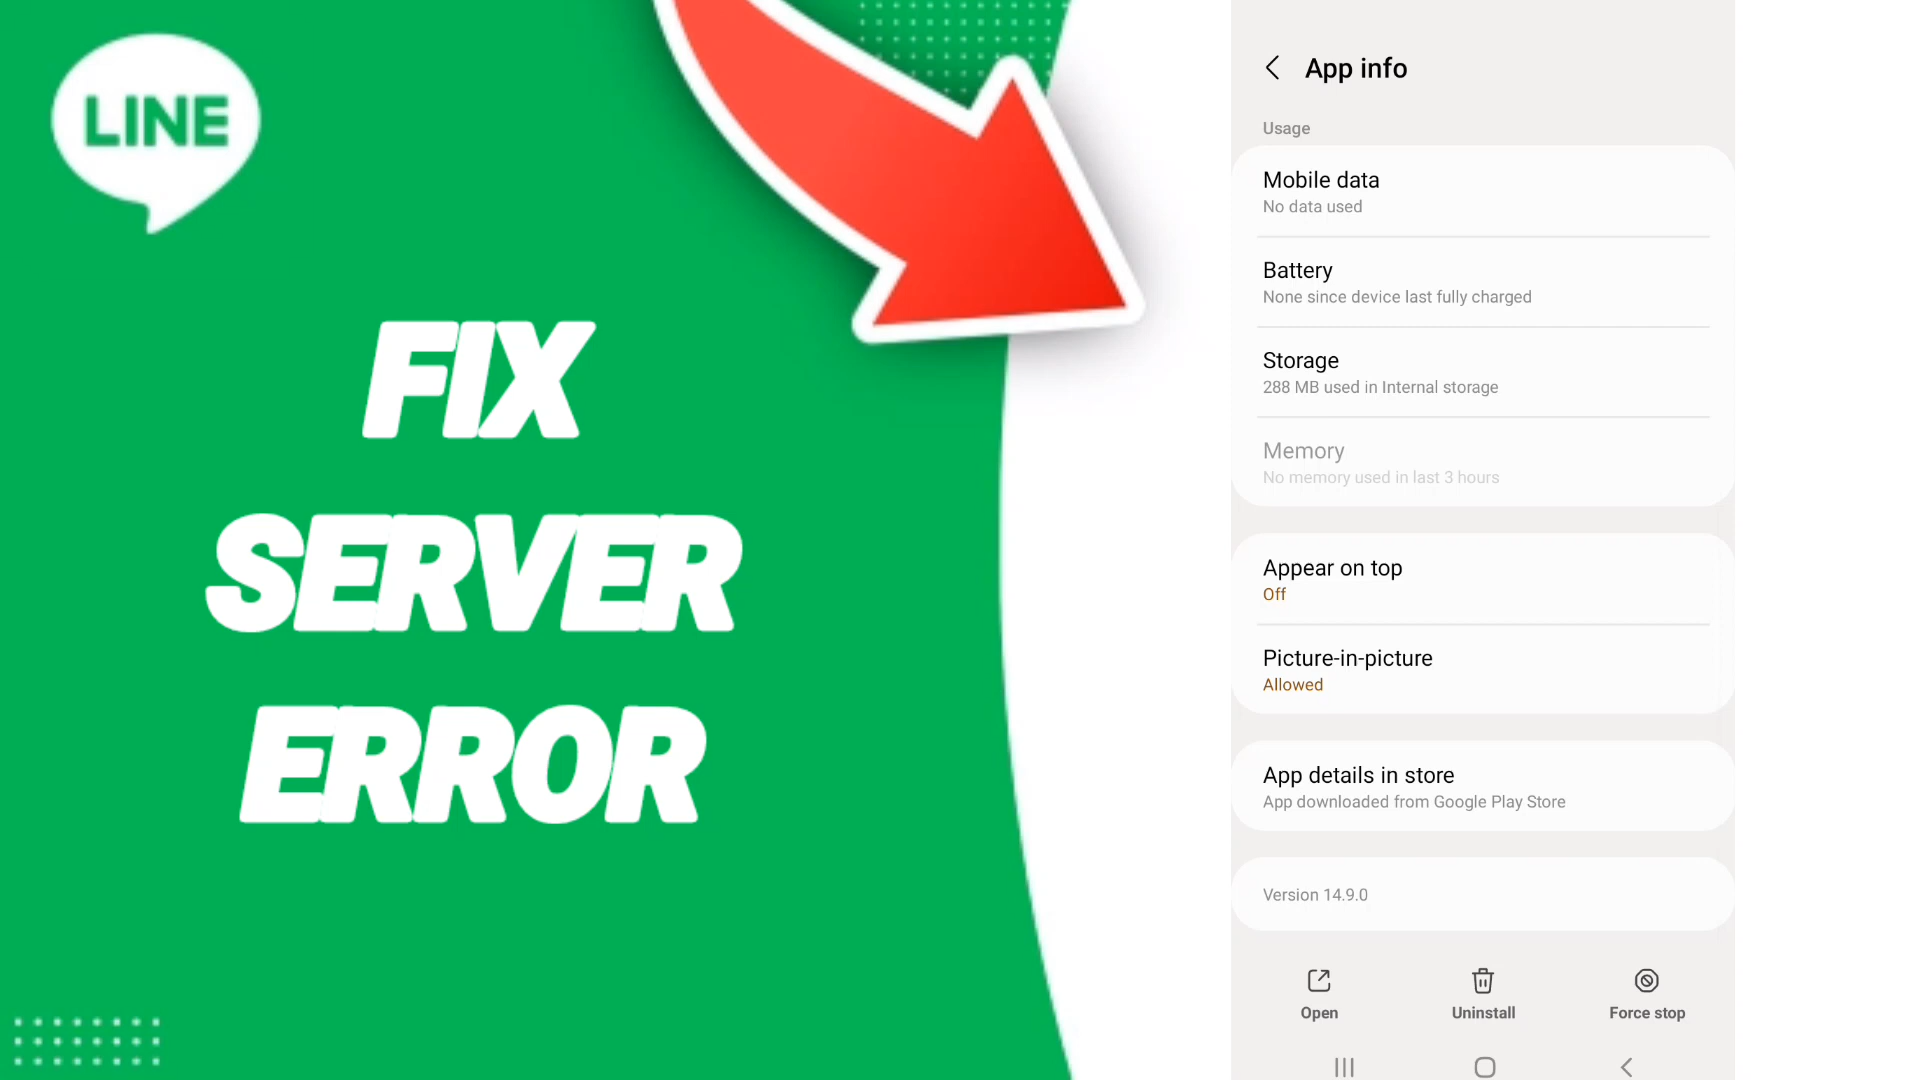 LINE
FIX
SERVER
ERROR
App info
Usage
Mobile data
No data used
Battery
None since device last fully charged
Storage
288 MB used in Internal storage
Memory
No memory used in last 3 hours
Appear on top
Off
Picture-in-picture
Allowed
App details in store
App downloaded from Google Play Store
Version 14.9.0
Open
Uninstall
Force stop